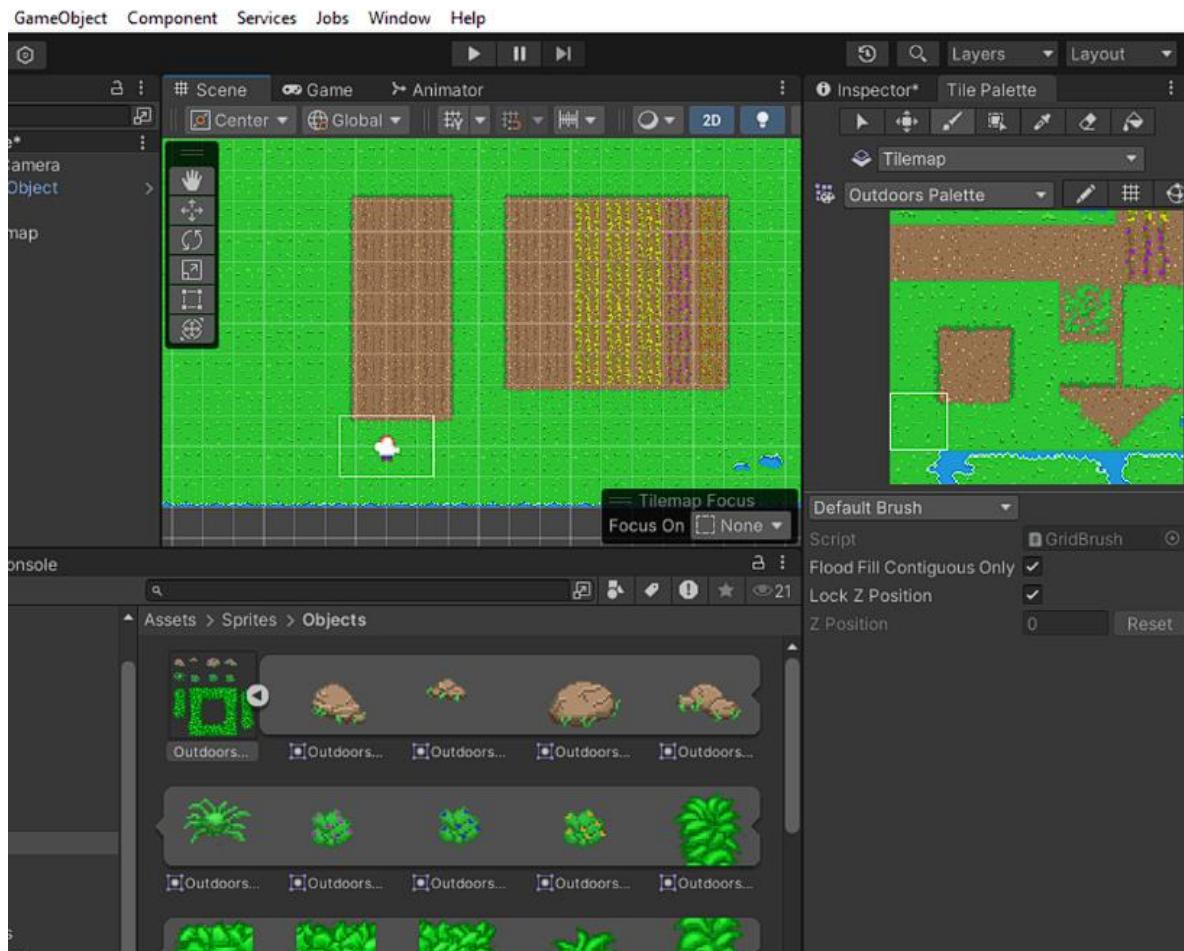 GameObject Component Services Jobs Window Help
Layers Layout
Scene Game Animator Inspector* Tile Palette
Center Global 2D
e*
Camera Tilemap
Object Outdoors Palette
map
Tilemap Focus
Focus On None
Default Brush
Script GridBrush
Flood Fill Contiguous Only
Lock Z Position
Z Position 0 Reset
onsole
21
Assets > Sprites > Objects
Outdoors... Outdoors... Outdoors... Outdoors... Outdoors...
Outdoors... Outdoors... Outdoors... Outdoors... Outdoors...
s